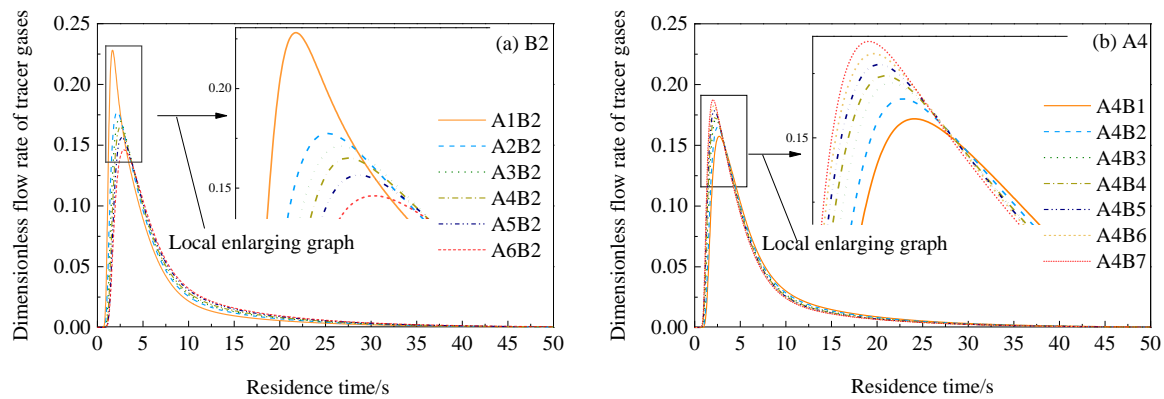 Dimensionless flow rate of tracer gases
0.25
0.20
0.15
0.10
0.05
0.00
0 5 10 15 20 25 30 35 40 45 50
Residence time/s
(a) B2
0.20
0.15
Local enlarging graph
A1B2
A2B2
A3B2
A4B2
A5B2
A6B2
Dimensionless flow rate of tracer gases
0.25
0.20
0.15
0.10
0.05
0.00
0 5 10 15 20 25 30 35 40 45 50
Residence time/s
(b) A4
0.15
Local enlarging graph
A4B1
A4B2
A4B3
A4B4
A4B5
A4B6
A4B7